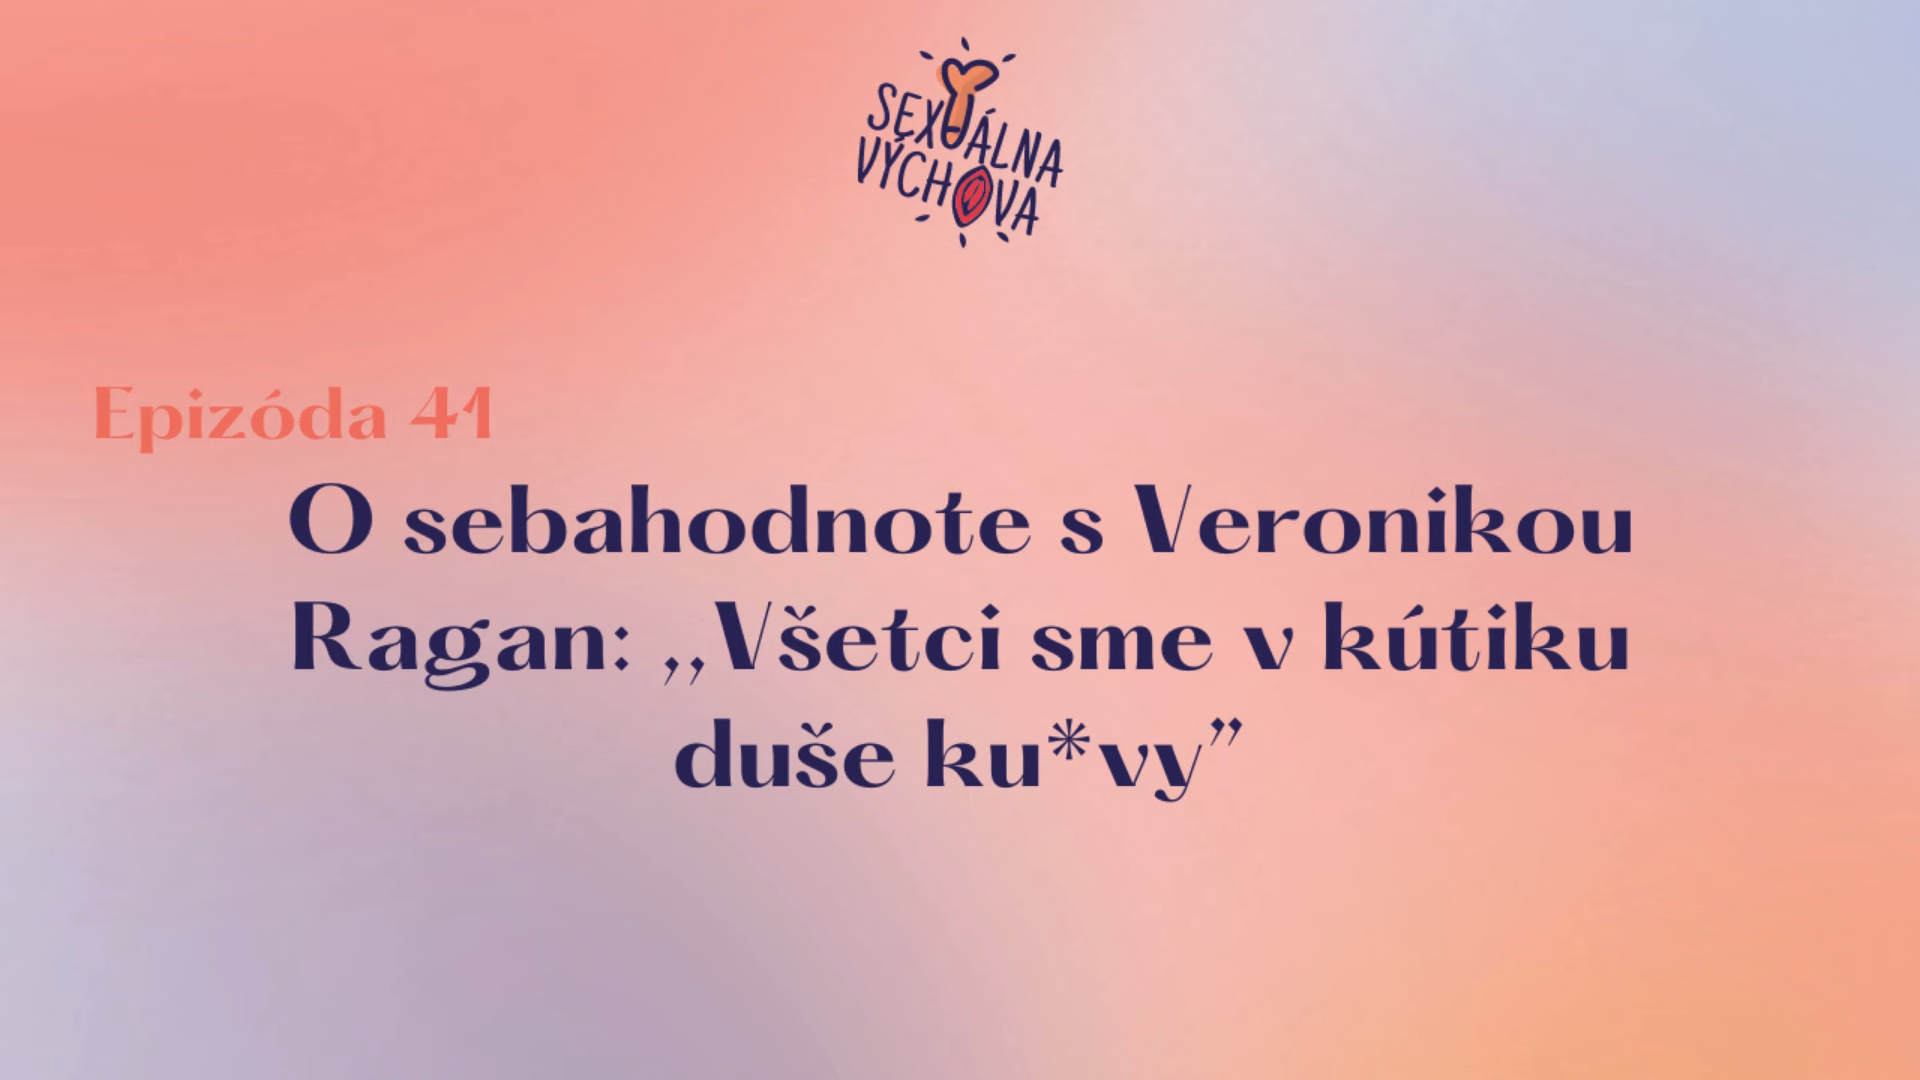 SEXUÁLNA
VÝCHOVA
Epizóda 41
O sebahodnote s Veronikou
Ragan: ,,Všetci sme v kútiku
duše ku*vy”